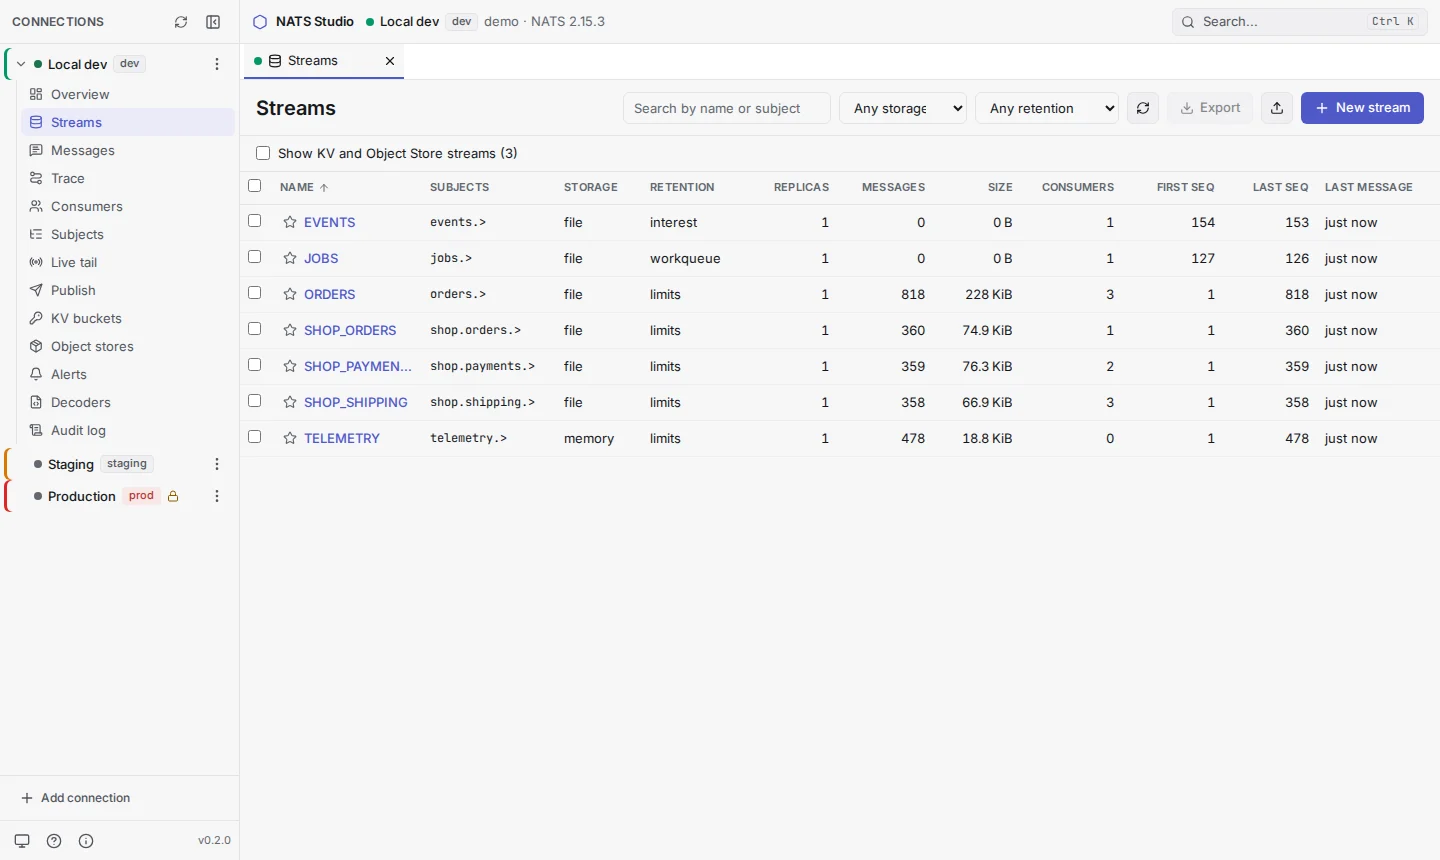 CONNECTIONS
NATS Studio Local dev dev demo · NATS 2.15.3
Search... Ctrl K
Local dev dev
Overview
Streams
Messages
Trace
Consumers
Subjects
Live tail
Publish
KV buckets
Object stores
Alerts
Decoders
Audit log
Staging staging
Production prod
Add connection
v0.2.0
Streams
Streams
Search by name or subject Any storage Any retention Export New stream
Show KV and Object Store streams (3)
NAME SUBJECTS STORAGE RETENTION REPLICAS MESSAGES SIZE CONSUMERS FIRST SEQ LAST SEQ LAST MESSAGE
EVENTS events.> file interest 1 0 0 B 1 154 153 just now
JOBS jobs.> file workqueue 1 0 0 B 1 127 126 just now
ORDERS orders.> file limits 1 818 228 KiB 3 1 818 just now
SHOP_ORDERS shop.orders.> file limits 1 360 74.9 KiB 1 1 360 just now
SHOP_PAYMEN... shop.payments.> file limits 1 359 76.3 KiB 2 1 359 just now
SHOP_SHIPPING shop.shipping.> file limits 1 358 66.9 KiB 3 1 358 just now
TELEMETRY telemetry.> memory limits 1 478 18.8 KiB 0 1 478 just now